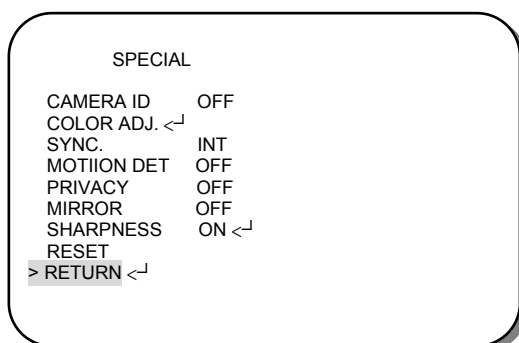 SPECIAL
CAMERA ID OFF
COLOR ADJ. <┘
SYNC. INT
MOTIION DET OFF
PRIVACY OFF
MIRROR OFF
SHARPNESS ON <┘
RESET
> RETURN <┘